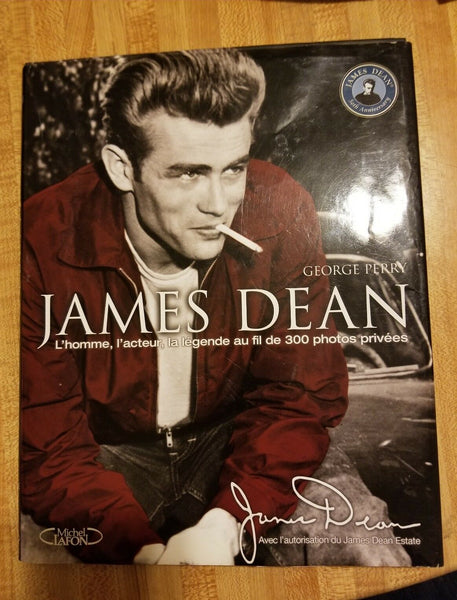 JAMES DEAN
50th Anniversary
GEORGE PERRY
JAMES DEAN
L'homme, l'acteur, la légende au fil de 300 photos privées
James Dean
Avec l'autorisation du James Dean Estate
Michel
LAFON